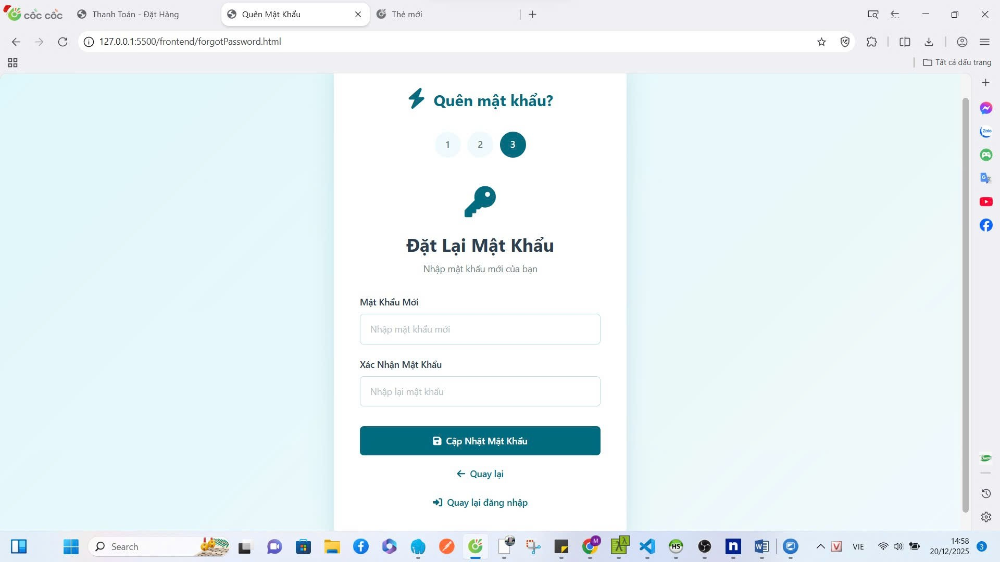 cốc cốc
Thanh Toán - Đặt Hàng
Quên Mật Khẩu
Thẻ mới
127.0.0.1:5500/frontend/forgotPassword.html
Tất cả dấu trang
Quên mật khẩu?
1 2 3
Đặt Lại Mật Khẩu
Nhập mật khẩu mới của bạn
Mật Khẩu Mới
Nhập mật khẩu mới
Xác Nhận Mật Khẩu
Nhập lại mật khẩu
Cập Nhật Mật Khẩu
Quay lại
Quay lại đăng nhập
Zalo
Search
M
HS
n
W
V
VIE
14:58
20/12/2025
3